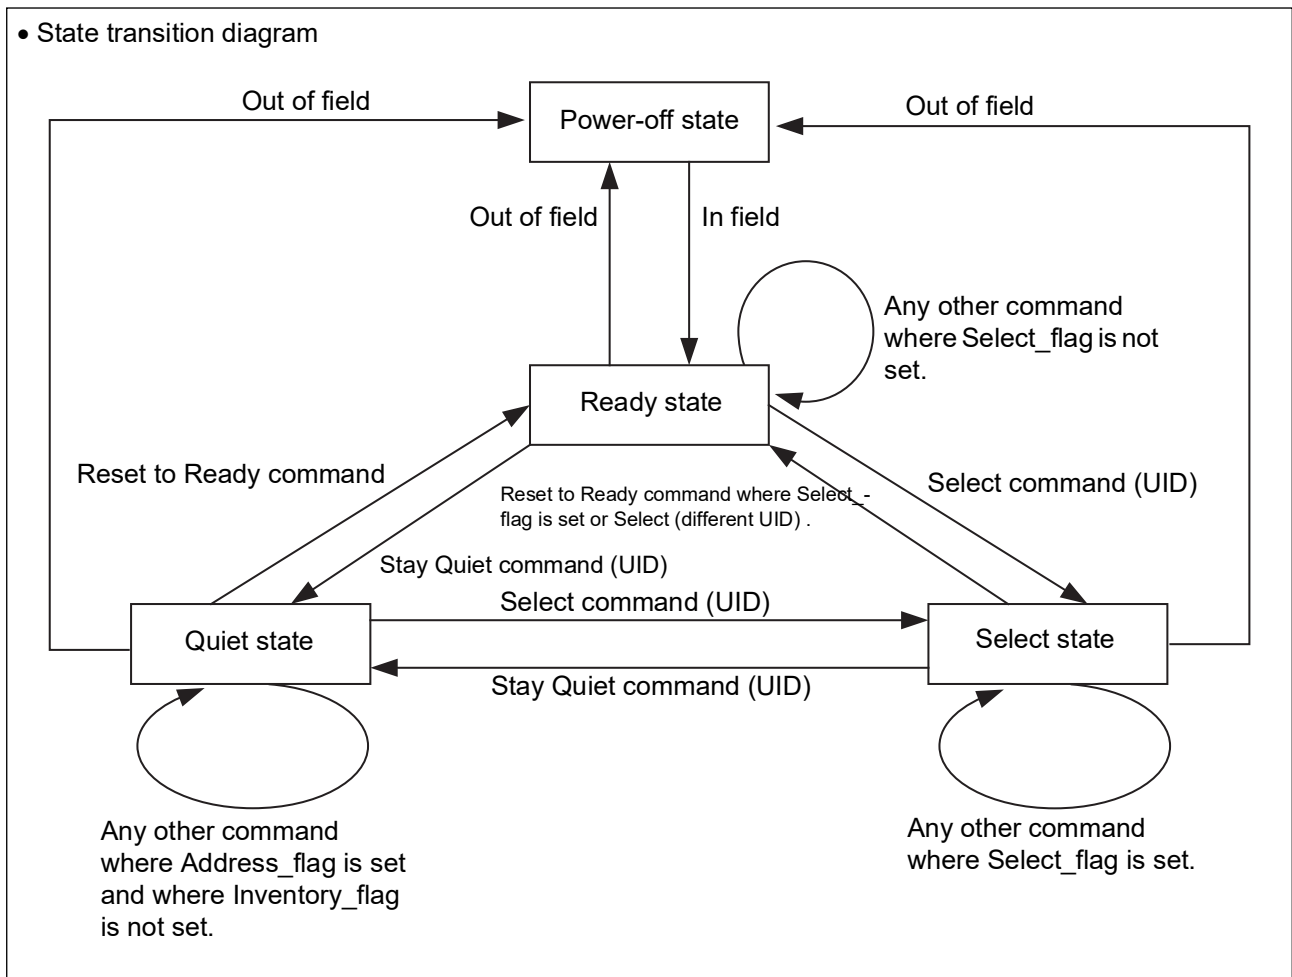 • State transition diagram
Out of field
Power-off state
Out of field
Out of field
In field
Any other command
where Select_flag is not
set.
Ready state
Reset to Ready command
Select command (UID)
Reset to Ready command where Select_-
flag is set or Select (different UID) .
Stay Quiet command (UID)
Select command (UID)
Quiet state
Select state
Stay Quiet command (UID)
Any other command
where Address_flag is set
and where Inventory_flag
is not set.
Any other command
where Select_flag is set.